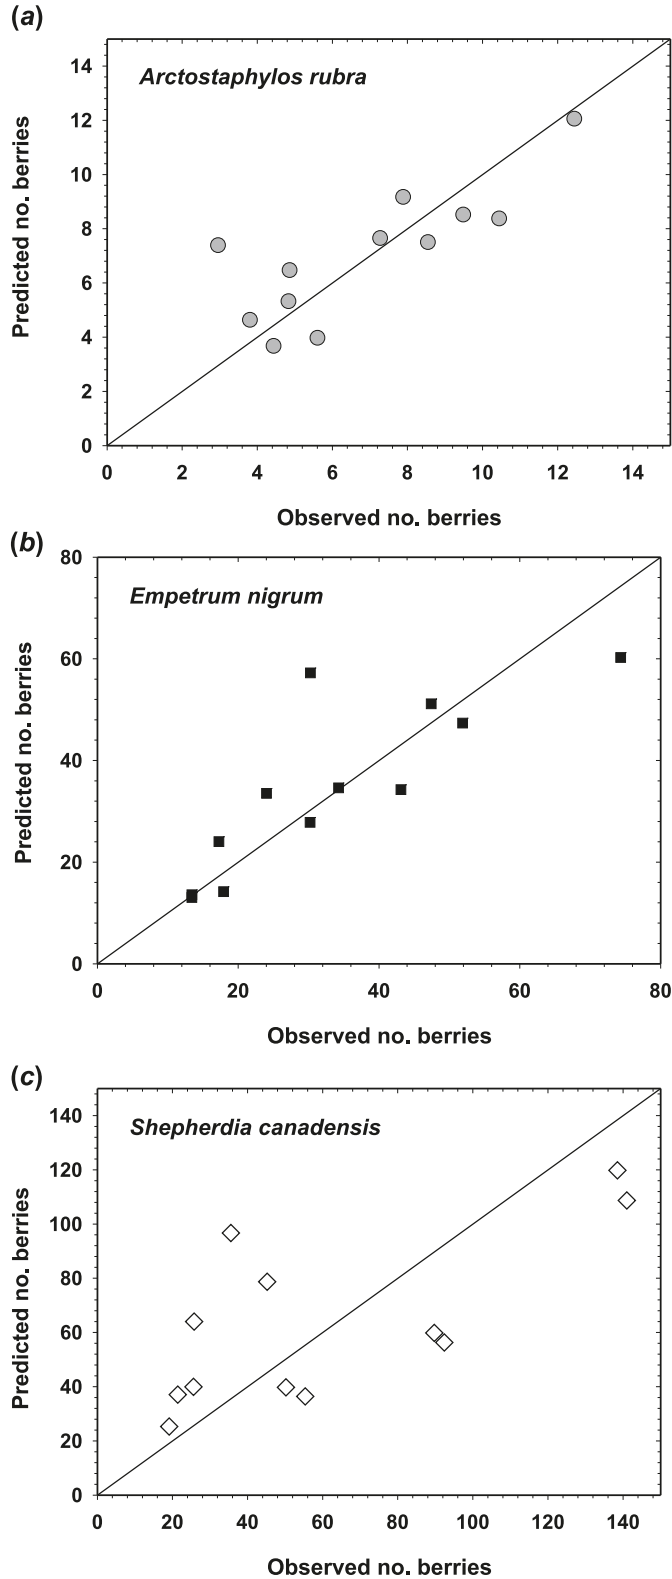 (a)
Arctostaphylos rubra
Predicted no. berries
14
12
10
8
6
4
2
0
0 2 4 6 8 10 12 14
Observed no. berries
(b)
Empetrum nigrum
Predicted no. berries
80
60
40
20
0
0 20 40 60 80
Observed no. berries
(c)
Shepherdia canadensis
Predicted no. berries
140
120
100
80
60
40
20
0
0 20 40 60 80 100 120 140
Observed no. berries